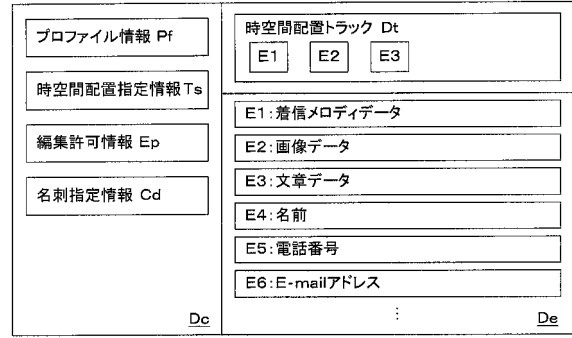 プロファイル情報 Pf
時空間配置指定情報Ts
編集許可情報 Ep
名刺指定情報 Cd
Dc
時空間配置トラック Dt
E1 E2 E3
E1:着信メロディデータ
E2:画像データ
E3:文章データ
E4:名前
E5:電話番号
E6:E-mailアドレス
⋮
De